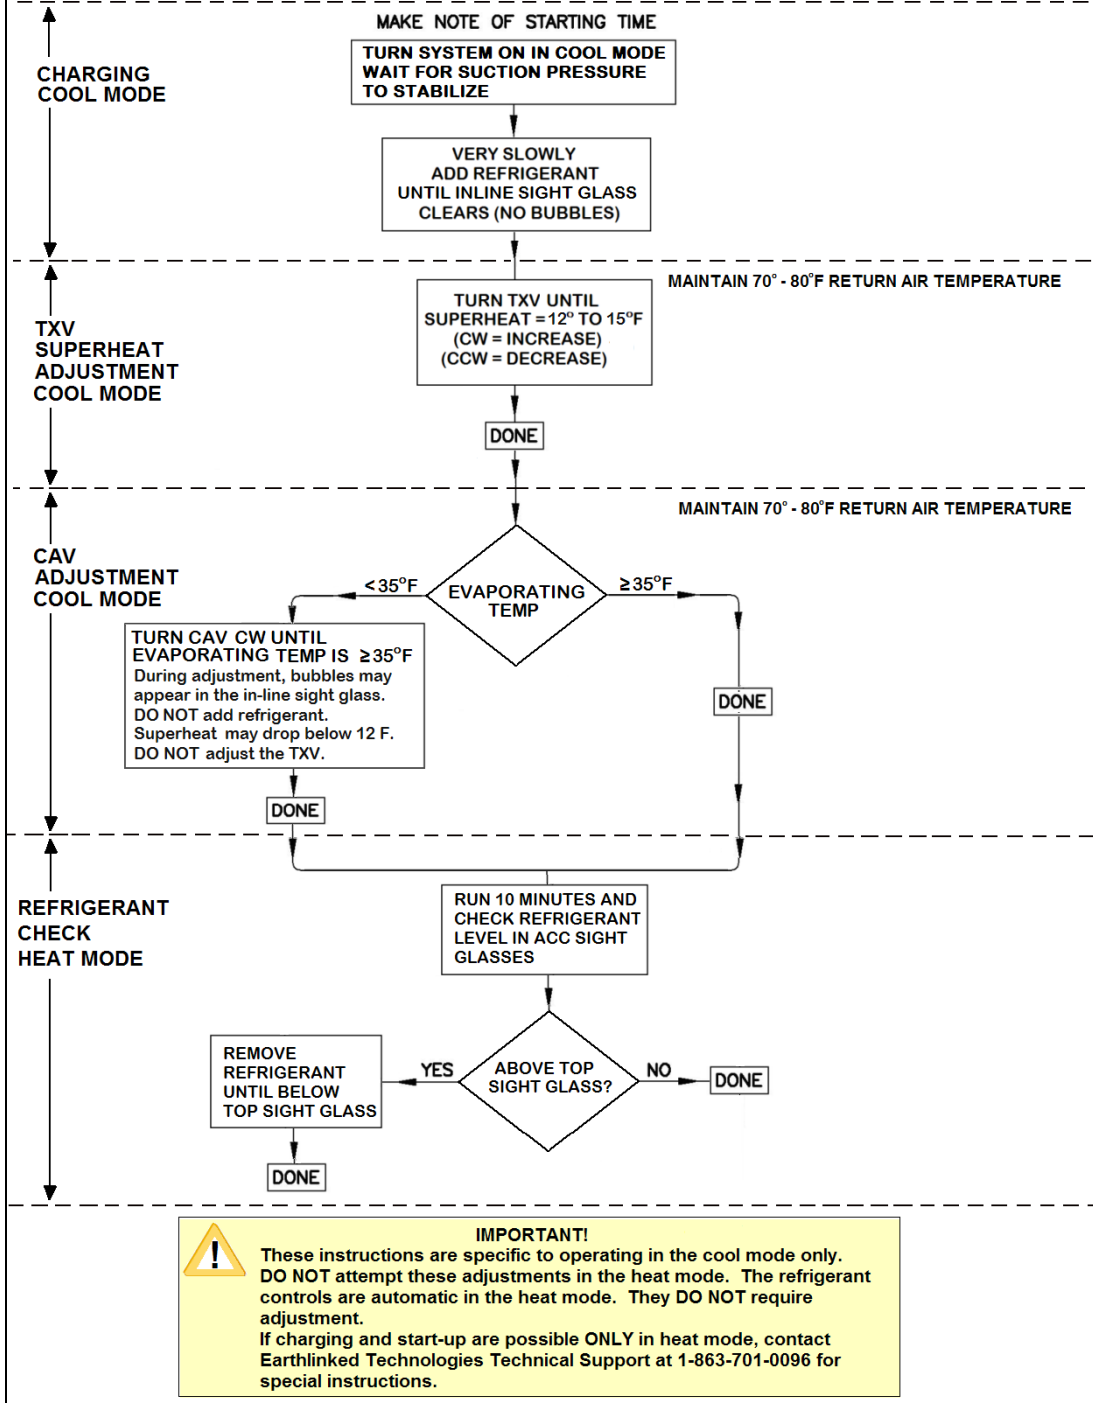 MAKE NOTE OF STARTING TIME
CHARGING
COOL MODE
TURN SYSTEM ON IN COOL MODE
WAIT FOR SUCTION PRESSURE
TO STABILIZE
VERY SLOWLY
ADD REFRIGERANT
UNTIL INLINE SIGHT GLASS
CLEARS (NO BUBBLES)
MAINTAIN 70° - 80°F RETURN AIR TEMPERATURE
TXV
SUPERHEAT
ADJUSTMENT
COOL MODE
TURN TXV UNTIL
SUPERHEAT = 12° TO 15°F
(CW = INCREASE)
(CCW = DECREASE)
DONE
MAINTAIN 70° - 80°F RETURN AIR TEMPERATURE
CAV
ADJUSTMENT
COOL MODE
EVAPORATING
TEMP
<35°F
≥35°F
TURN CAV CW UNTIL
EVAPORATING TEMP IS ≥35°F
During adjustment, bubbles may
appear in the in-line sight glass.
DO NOT add refrigerant.
Superheat may drop below 12 F.
DO NOT adjust the TXV.
DONE
DONE
REFRIGERANT
CHECK
HEAT MODE
RUN 10 MINUTES AND
CHECK REFRIGERANT
LEVEL IN ACC SIGHT
GLASSES
ABOVE TOP
SIGHT GLASS?
YES
NO
REMOVE
REFRIGERANT
UNTIL BELOW
TOP SIGHT GLASS
DONE
DONE
IMPORTANT!
These instructions are specific to operating in the cool mode only.
DO NOT attempt these adjustments in the heat mode. The refrigerant
controls are automatic in the heat mode. They DO NOT require
adjustment.
If charging and start-up are possible ONLY in heat mode, contact
Earthlinked Technologies Technical Support at 1-863-701-0096 for
special instructions.